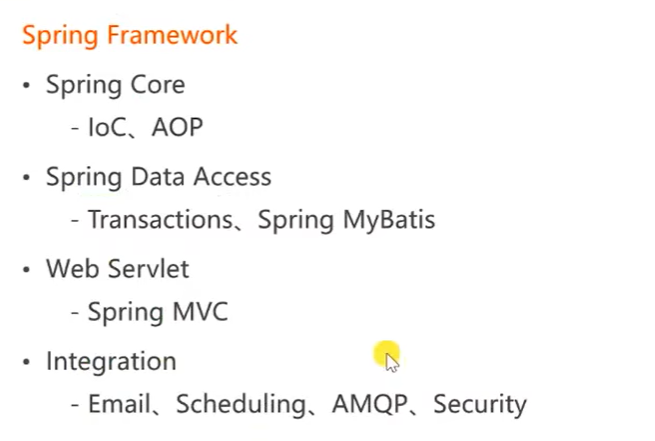 Spring Framework
• Spring Core
- IoC、AOP
• Spring Data Access
- Transactions、Spring MyBatis
• Web Servlet
- Spring MVC
• Integration
- Email、Scheduling、AMQP、Security